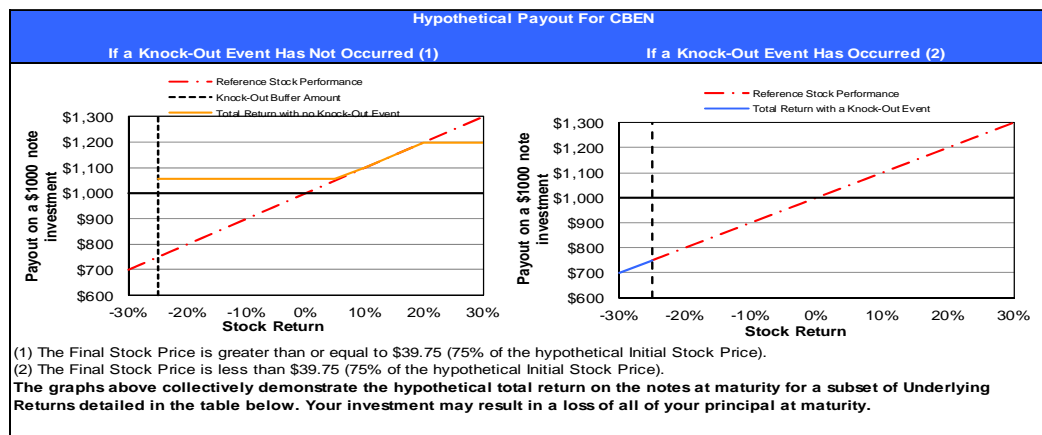 Hypothetical Payout For CBEN
If a Knock-Out Event Has Not Occurred (1)
If a Knock-Out Event Has Occurred (2)
Reference Stock Performance
Knock-Out Buffer Amount
Total Return with no Knock-Out Event
Payout on a $1000 note
investment
$1,300
$1,200
$1,100
$1,000
$900
$800
$700
$600
-30%
-20%
-10%
0%
10%
20%
30%
Stock Return
Reference Stock Performance
Total Return with a Knock-Out Event
Payout on a $1000 note
investment
$1,300
$1,200
$1,100
$1,000
$900
$800
$700
$600
-30%
-20%
-10%
0%
10%
20%
30%
Stock Return
(1) The Final Stock Price is greater than or equal to $39.75 (75% of the hypothetical Initial Stock Price).
(2) The Final Stock Price is less than $39.75 (75% of the hypothetical Initial Stock Price).
The graphs above collectively demonstrate the hypothetical total return on the notes at maturity for a subset of Underlying
Returns detailed in the table below. Your investment may result in a loss of all of your principal at maturity.